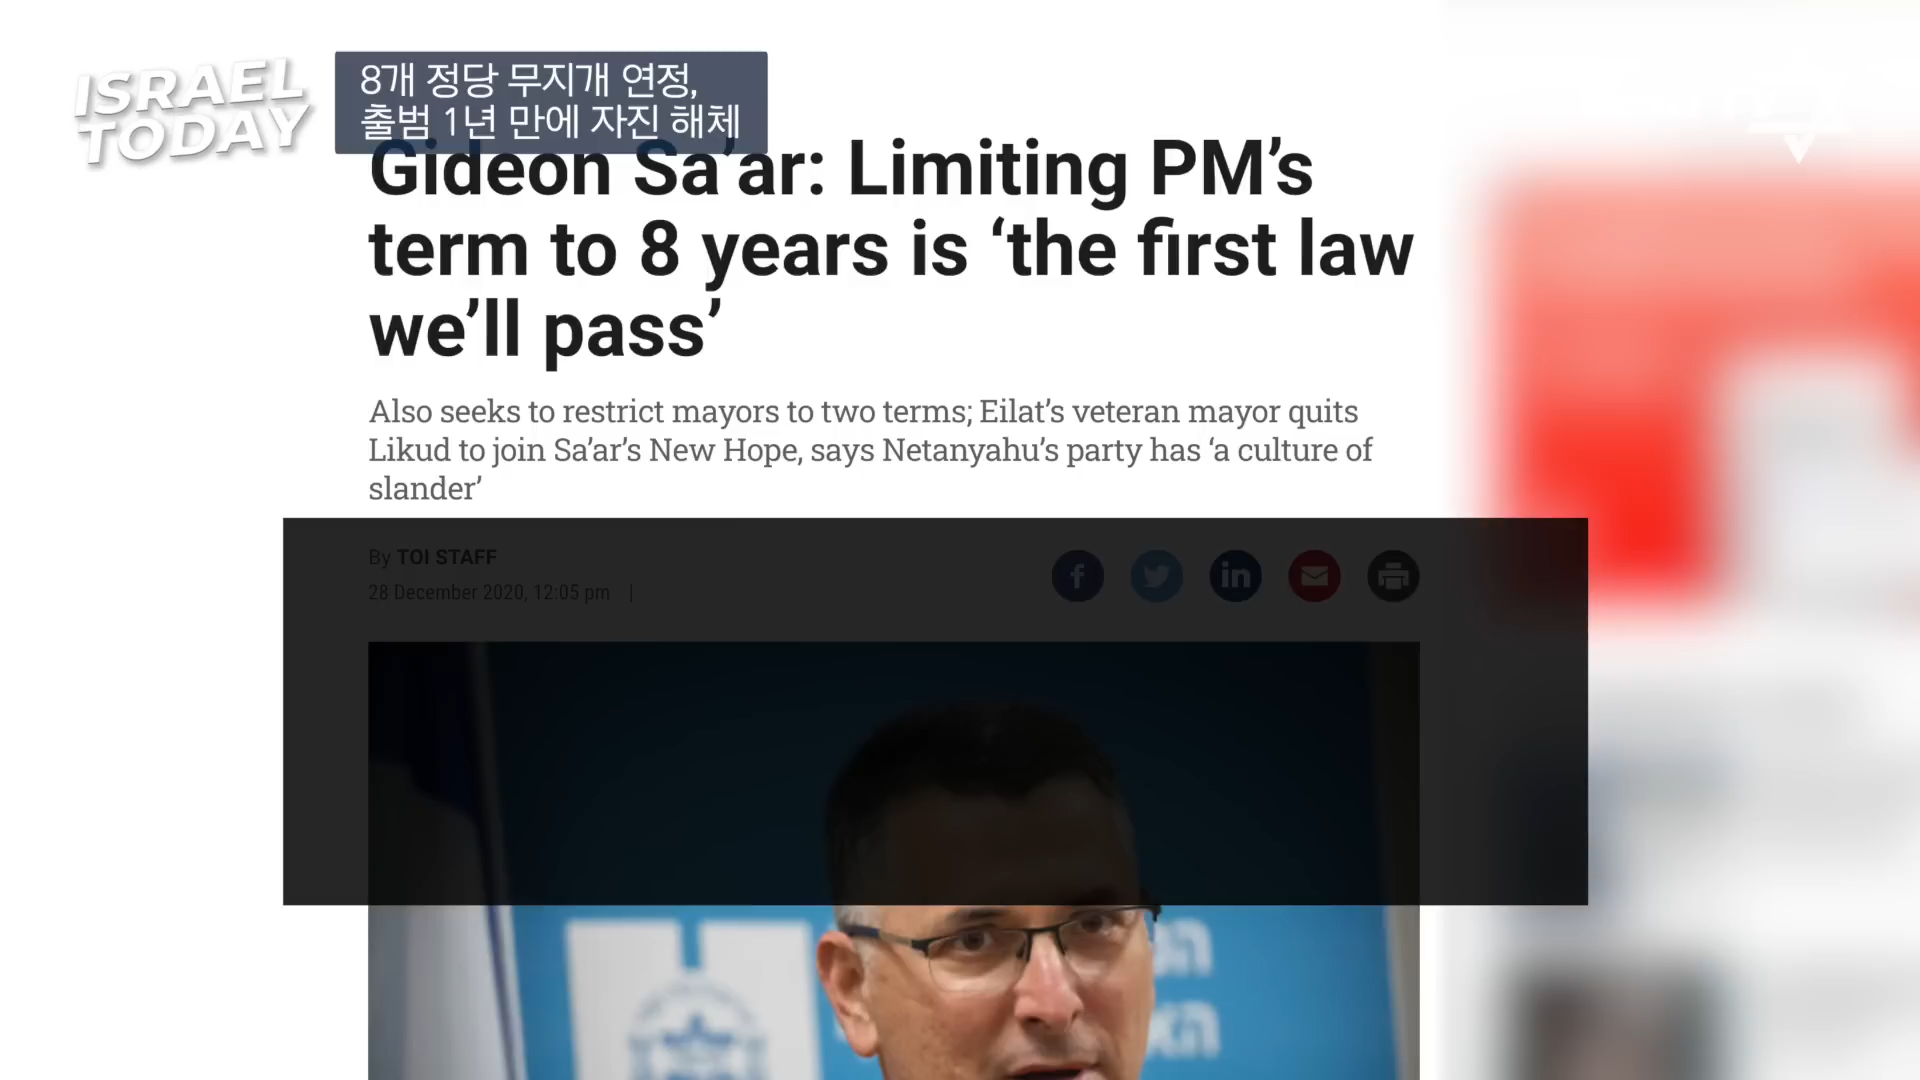 ISRAEL
TODAY
8개 정당 무지개 연정,
출범 1년 만에 자진 해체
Gideon Sa’ar: Limiting PM’s
term to 8 years is ‘the first law
we’ll pass’
Also seeks to restrict mayors to two terms; Eilat’s veteran mayor quits
Likud to join Sa’ar’s New Hope, says Netanyahu’s party has ‘a culture of
slander’
By TOI STAFF
28 December 2020, 12:05 pm |